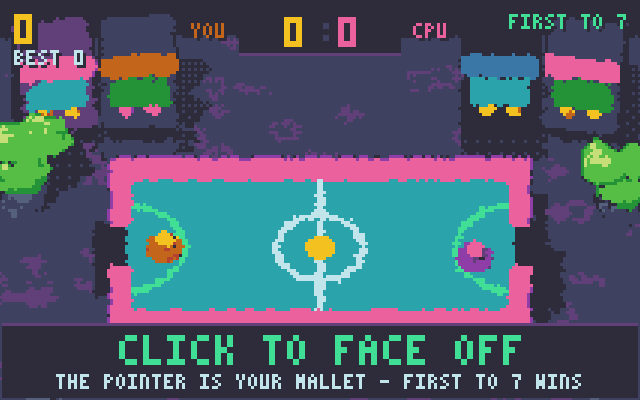 0 YOU 0 : 0 CPU FIRST TO 7
BEST 0
CLICK TO FACE OFF
THE POINTER IS YOUR MALLET - FIRST TO 7 WINS